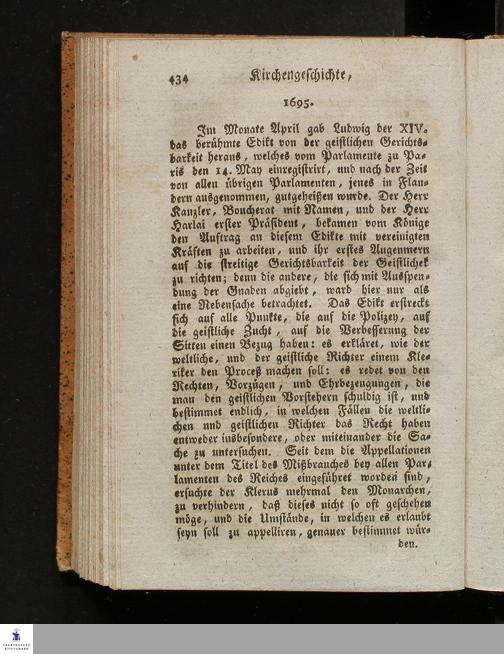 434 Kirchengeschichte,
1695.
Im Monate April gab Ludwig der XIV.
das berühmte Edikt von der geistlichen Gerichts-
barkeit heraus, welches vom Parlamente zu Pa-
ris den 14. May einregistrirt, und nach der Zeit
von allen übrigen Parlamenten, jenes in Flan-
dern ausgenommen, gutgeheißen wurde. Der Herr
Kanzler, Boucherat mit Namen, und der Herr
Harlai erster Präsident, bekamen vom Könige
den Auftrag an diesem Edikte mit vereinigten
Kräften zu arbeiten, und ihr erstes Augenmerk
auf die streitige Gerichtsbarkeit der Geistlichek
zu richten; denn die andere, die sich mit Ausspen-
dung der Gnaden abgiebt, ward hier nur als
eine Nebensache betrachtet. Das Edikt erstreckt
sich auf alle Punkte, die auf die Polizey, auf
die geistliche Zucht, auf die Verbesserung der
Sitten einen Bezug haben: es erkläret, wie der
weltliche, und der geistliche Richter einem Kle-
riker den Proceß machen soll: es redet von den
Rechten, Vorzügen, und Ehrbezeugungen, die
man den geistlichen Vorstehern schuldig ist, und
bestimmet endlich, in welchen Fällen die weltli-
chen und geistlichen Richter das Recht haben
entweder insbesondere, oder miteinander die Sa-
che zu untersuchen. Seit dem die Appellationen
unter dem Titel des Mißbrauches bey allen Par-
lamenten des Reiches eingeführet worden sind,
ersuchte der Klerus mehrmal den Monarchen,
zu verhindern, daß dieses nicht so oft geschehen
möge, und die Umstände, in welchen es erlaubt
seyn soll zu appelliren, genauer bestimmet wür-
den.
FRANCKESCHE
STIFTUNGEN